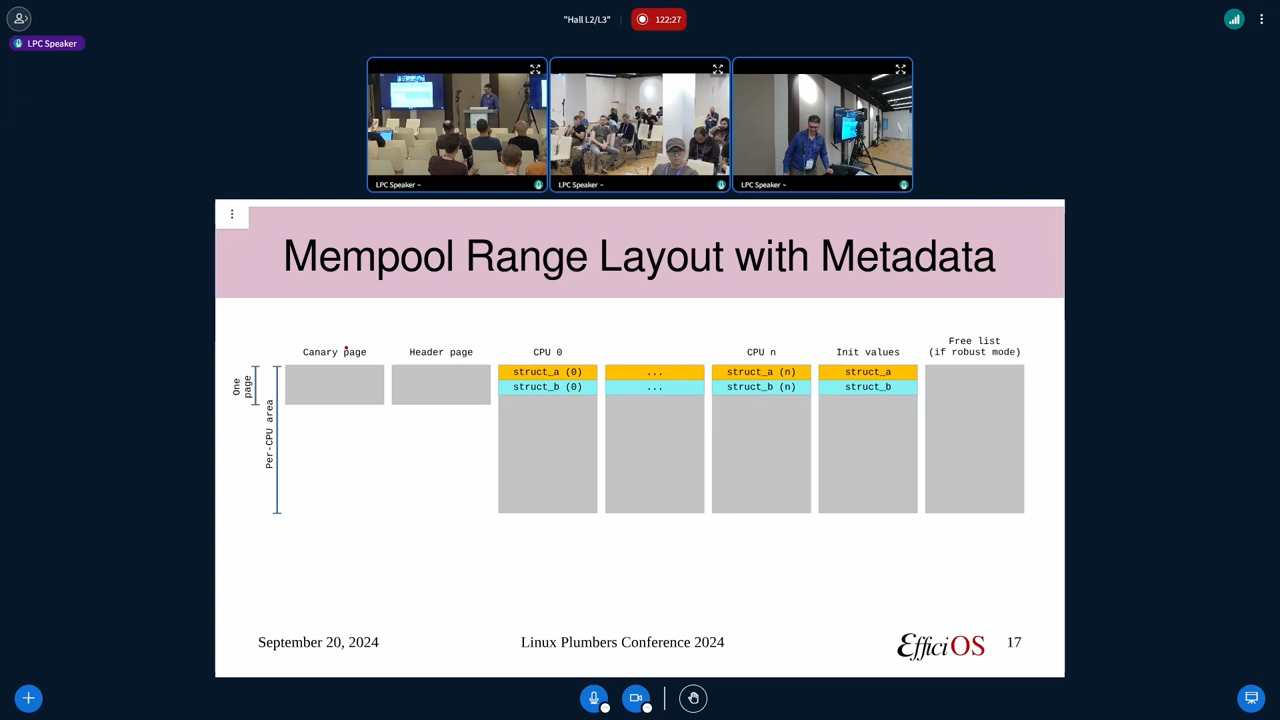 "Hall L2/L3"
122:27
LPC Speaker
LPC Speaker
LPC Speaker
LPC Speaker
Mempool Range Layout with Metadata
Canary page
Header page
CPU 0
CPU n
Init values
Free list
(if robust mode)
One
page
Per-CPU area
struct_a (0)
...
struct_a (n)
struct_a
struct_b (0)
...
struct_b (n)
struct_b
September 20, 2024
Linux Plumbers Conference 2024
EfficiOS
17